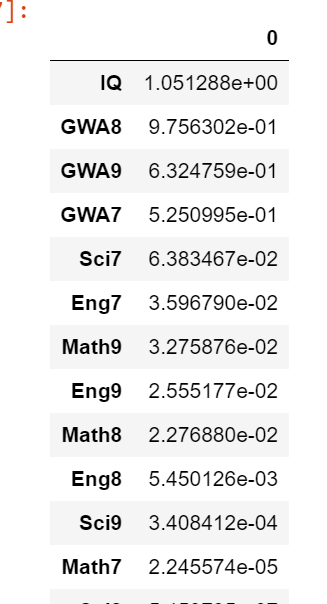 ]:
0
IQ 1.051288e+00
GWA8 9.756302e-01
GWA9 6.324759e-01
GWA7 5.250995e-01
Sci7 6.383467e-02
Eng7 3.596790e-02
Math9 3.275876e-02
Eng9 2.555177e-02
Math8 2.276880e-02
Eng8 5.450126e-03
Sci9 3.408412e-04
Math7 2.245574e-05